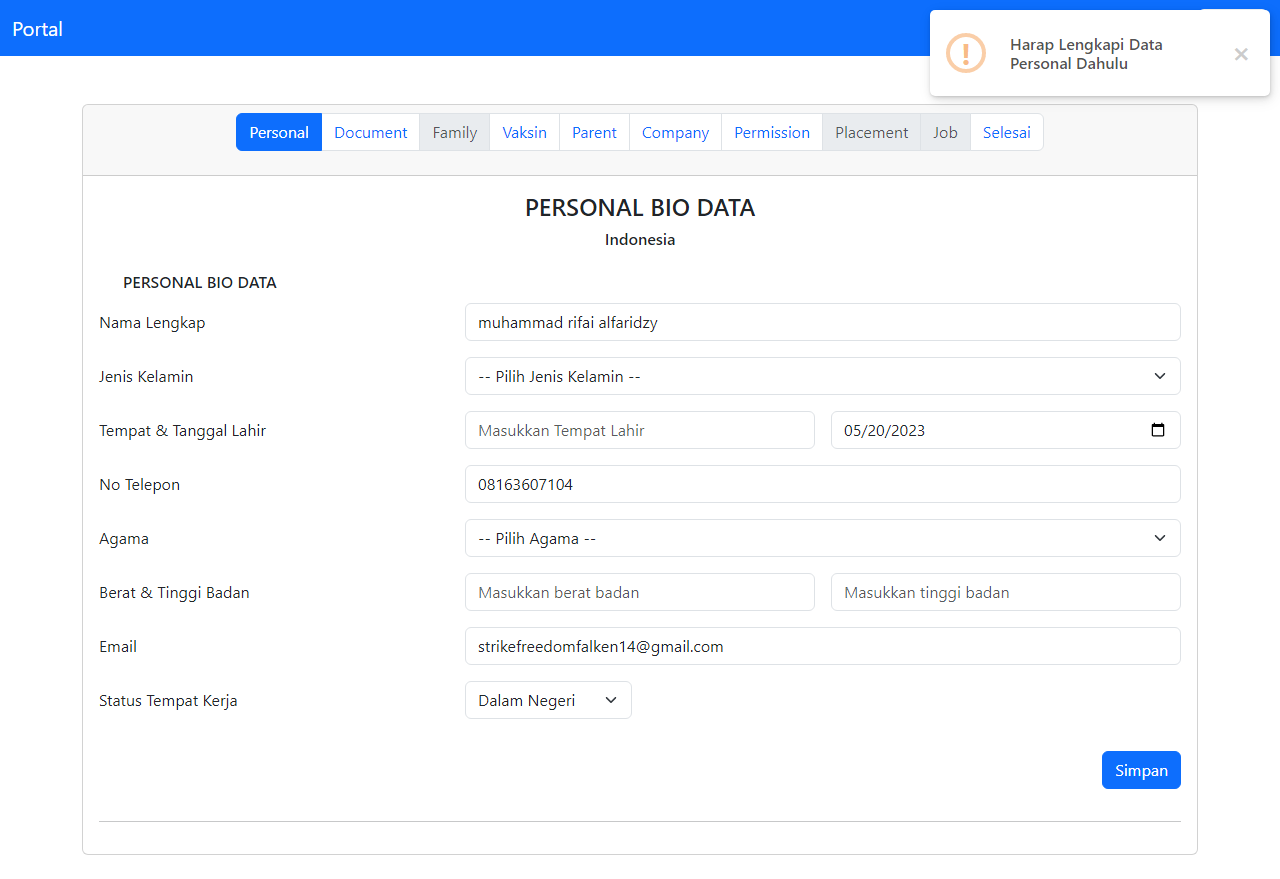 Portal
Harap Lengkapi Data
Personal Dahulu
×
Personal Document Family Vaksin Parent Company Permission Placement Job Selesai
PERSONAL BIO DATA
Indonesia
PERSONAL BIO DATA
Nama Lengkap muhammad rifai alfaridzy
Jenis Kelamin -- Pilih Jenis Kelamin --
Tempat & Tanggal Lahir Masukkan Tempat Lahir 05/20/2023
No Telepon 08163607104
Agama -- Pilih Agama --
Berat & Tinggi Badan Masukkan berat badan Masukkan tinggi badan
Email strikefreedomfalken14@gmail.com
Status Tempat Kerja Dalam Negeri
Simpan